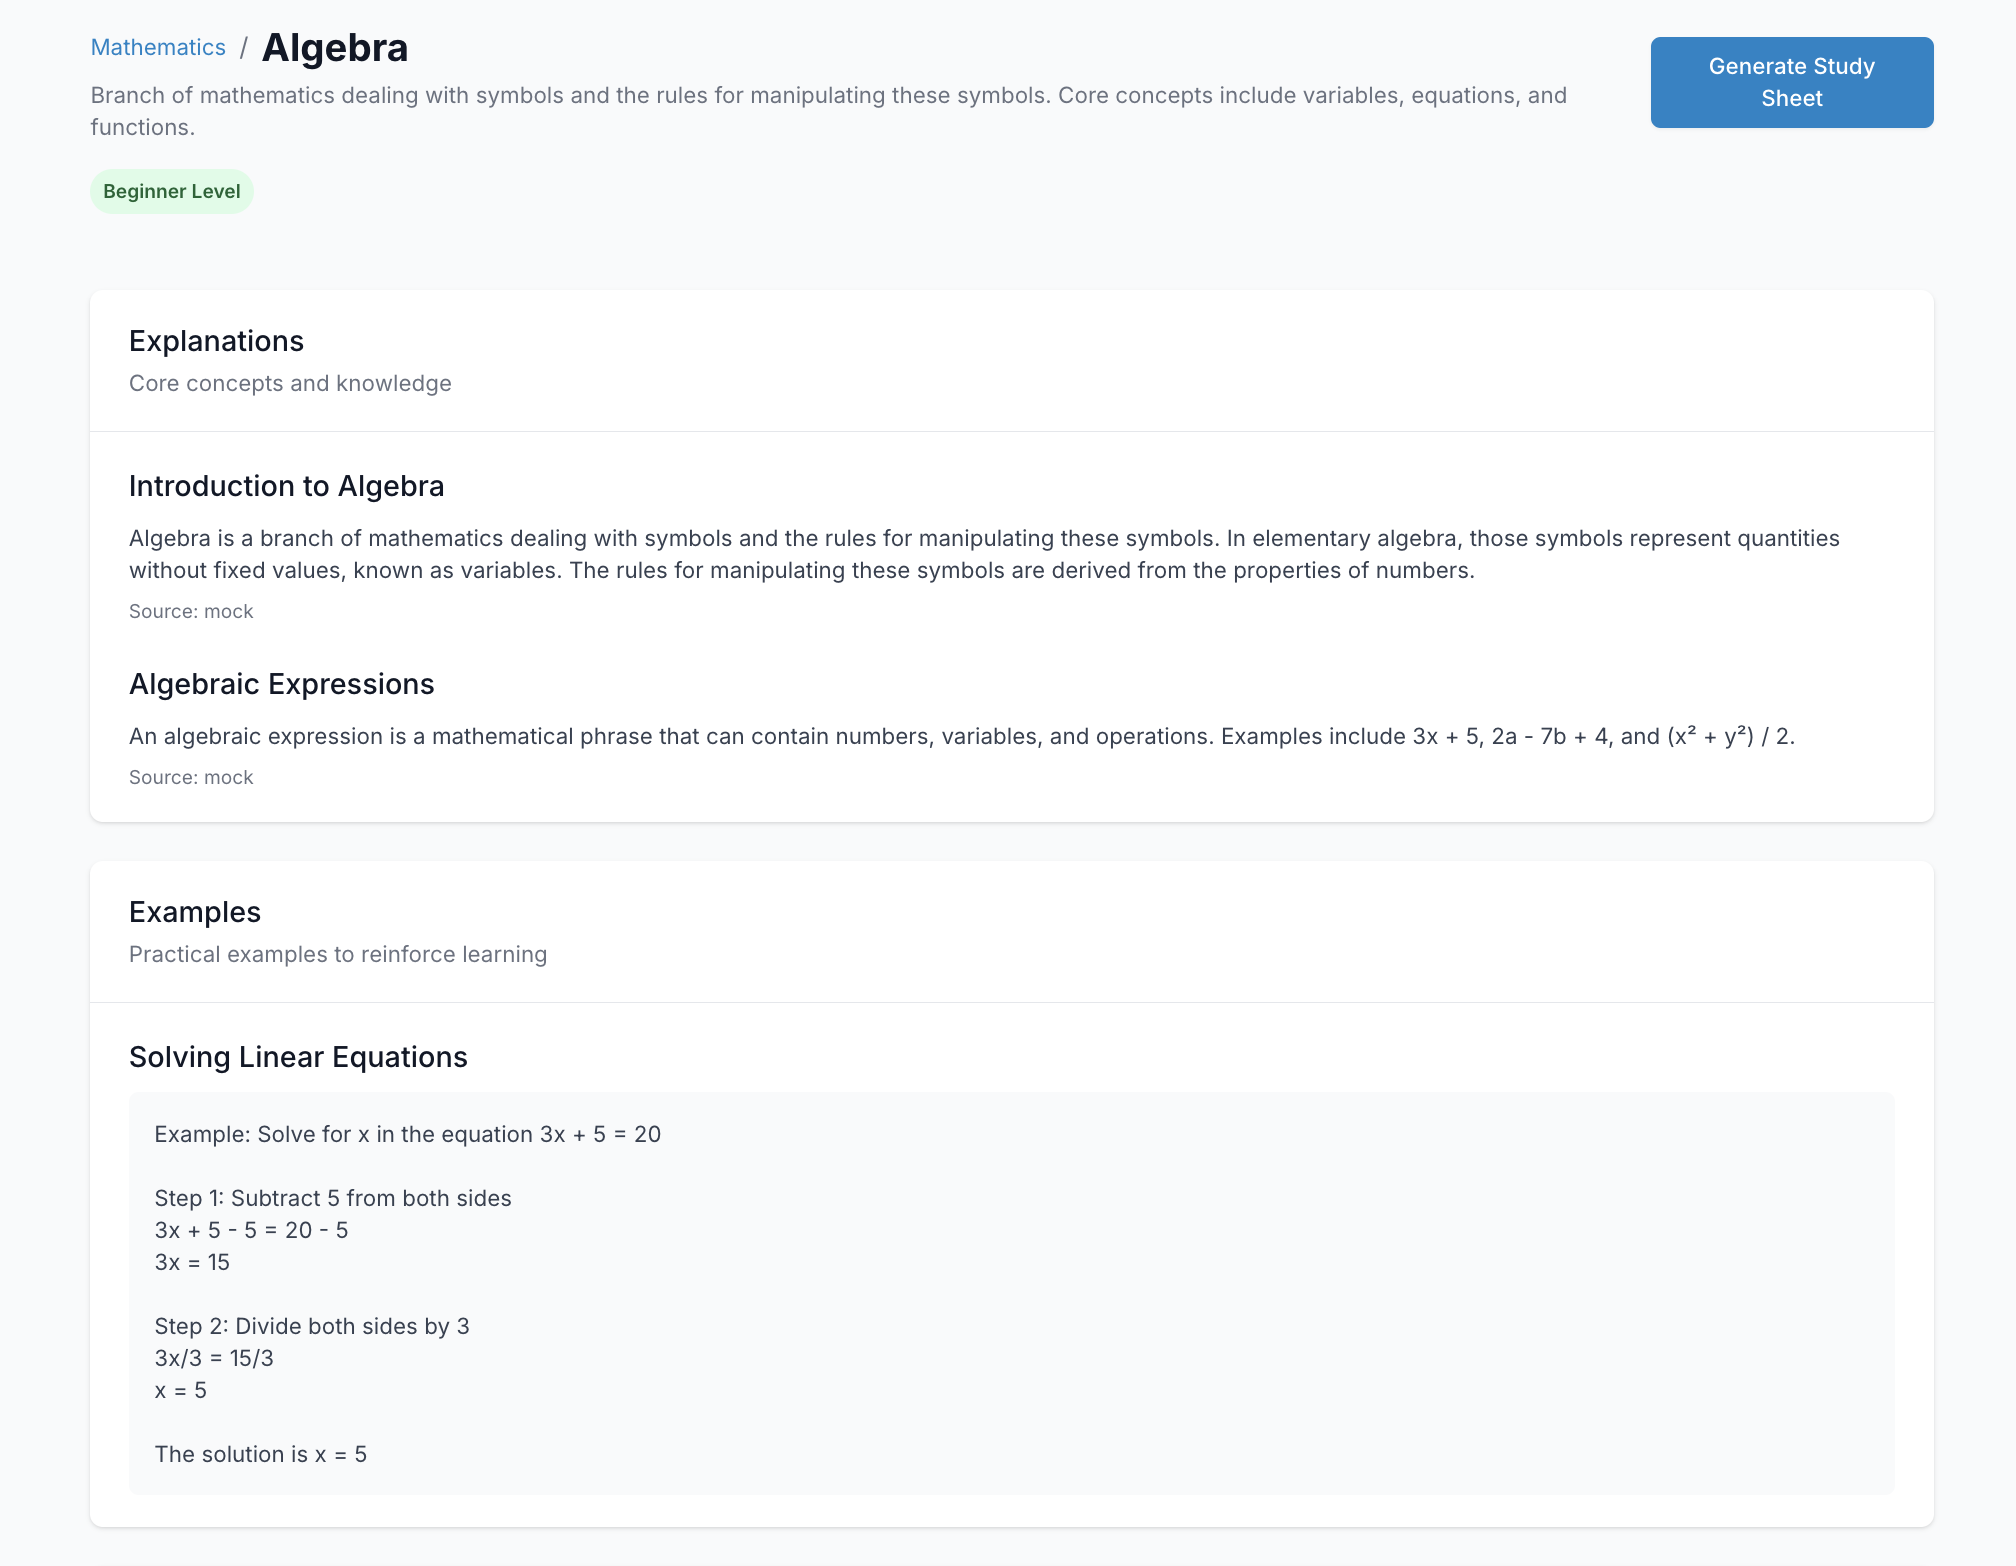 Mathematics / Algebra
Generate Study
Sheet
Branch of mathematics dealing with symbols and the rules for manipulating these symbols. Core concepts include variables, equations, and
functions.
Beginner Level
Explanations
Core concepts and knowledge
Introduction to Algebra
Algebra is a branch of mathematics dealing with symbols and the rules for manipulating these symbols. In elementary algebra, those symbols represent quantities
without fixed values, known as variables. The rules for manipulating these symbols are derived from the properties of numbers.
Source: mock
Algebraic Expressions
An algebraic expression is a mathematical phrase that can contain numbers, variables, and operations. Examples include 3x + 5, 2a - 7b + 4, and (x² + y²) / 2.
Source: mock
Examples
Practical examples to reinforce learning
Solving Linear Equations
Example: Solve for x in the equation 3x + 5 = 20
Step 1: Subtract 5 from both sides
3x + 5 - 5 = 20 - 5
3x = 15
Step 2: Divide both sides by 3
3x/3 = 15/3
x = 5
The solution is x = 5